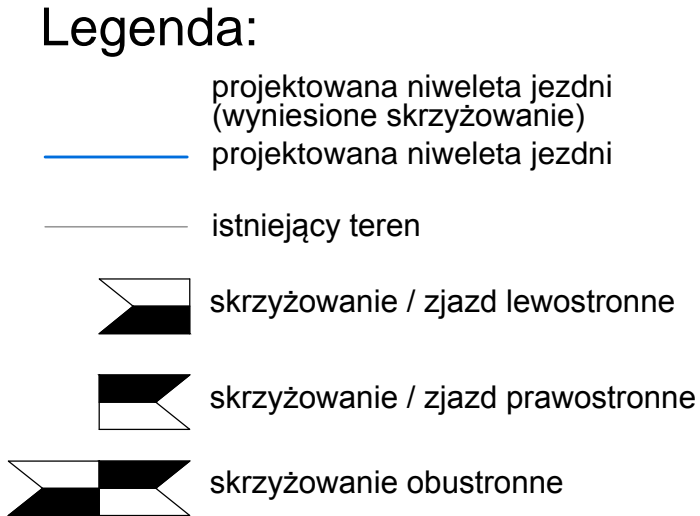 Legenda:
projektowana niweleta jezdni
(wyniesione skrzyżowanie)
projektowana niweleta jezdni
istniejący teren
skrzyżowanie / zjazd lewostronne
skrzyżowanie / zjazd prawostronne
skrzyżowanie obustronne